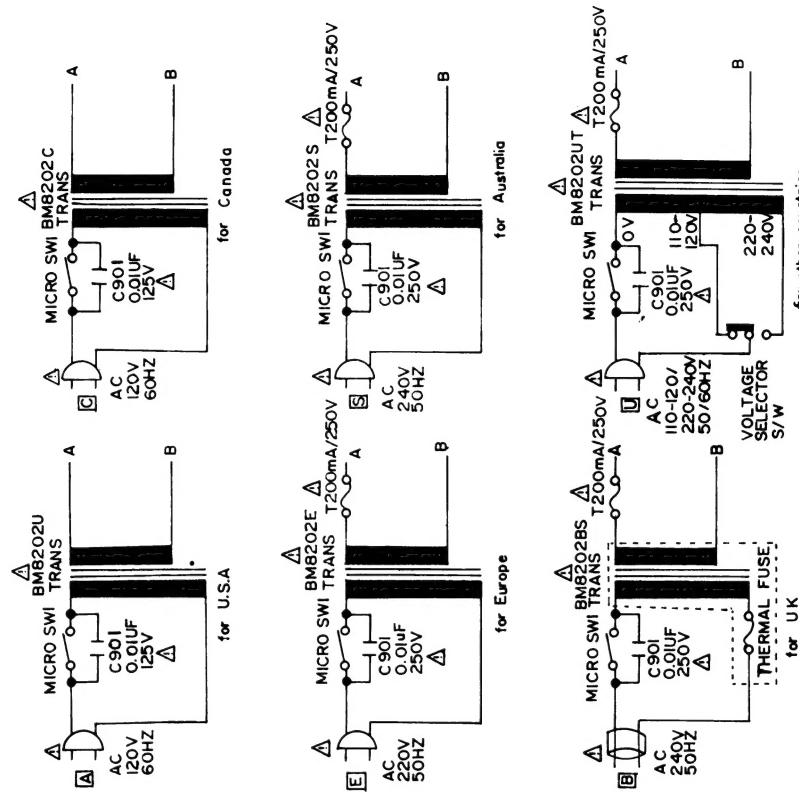 BM8202U
TRANS
MICRO SWI
C901
0.01UF
125V
A
B
[A]
AC
120V
60HZ
for U.S.A
BM8202C
TRANS
MICRO SWI
C901
0.01UF
125V
A
B
C
AC
120V
60HZ
for Canada
BM8202E
TRANS
T200mA/250V
MICRO SWI
C901
0.01uF
250V
A
B
E
AC
220V
50HZ
for Europe
BM8202S
TRANS
T200mA/250V
MICRO SWI
C901
0.01UF
250V
A
B
S
AC
240V
50HZ
for Australia
BM8202BS
TRANS
T200mA/250V
MICRO SWI
C901
0.01UF
250V
A
B
B
AC
240V
50HZ
THERMAL FUSE
for UK
BM8202UT
TRANS
T200mA/250V
MICRO SWI
C901
0.01UF
250V
0V
110-
120V
220-
240V
A
B
U
AC
110-120/
220-240V
50/60HZ
VOLTAGE
SELECTOR
S/W
for other countries